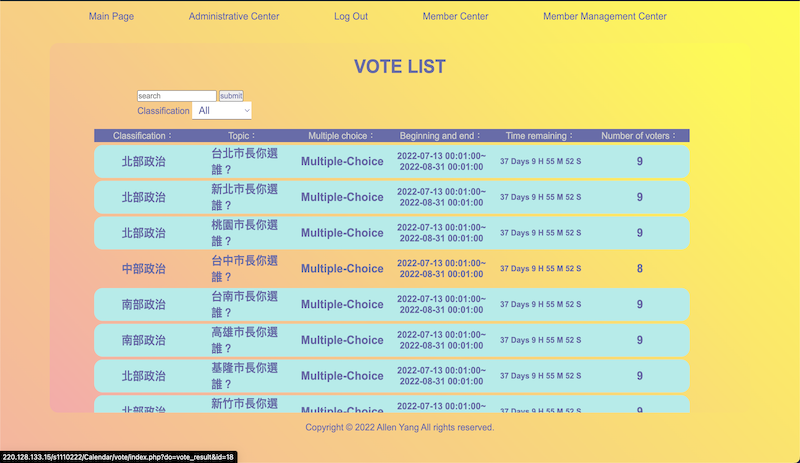 Main Page Administrative Center Log Out Member Center Member Management Center
VOTE LIST
search submit
Classification All
Classification： Topic： Multiple choice： Beginning and end： Time remaining： Number of voters：
北部政治 台北市長你選誰？ Multiple-Choice 2022-07-13 00:01:00~ 2022-08-31 00:01:00 37 Days 9 H 55 M 52 S 9
北部政治 新北市長你選誰？ Multiple-Choice 2022-07-13 00:01:00~ 2022-08-31 00:01:00 37 Days 9 H 55 M 52 S 9
北部政治 桃園市長你選誰？ Multiple-Choice 2022-07-13 00:01:00~ 2022-08-31 00:01:00 37 Days 9 H 55 M 52 S 9
中部政治 台中市長你選誰？ Multiple-Choice 2022-07-13 00:01:00~ 2022-08-31 00:01:00 37 Days 9 H 55 M 52 S 8
南部政治 台南市長你選誰？ Multiple-Choice 2022-07-13 00:01:00~ 2022-08-31 00:01:00 37 Days 9 H 55 M 52 S 9
南部政治 高雄市長你選誰？ Multiple-Choice 2022-07-13 00:01:00~ 2022-08-31 00:01:00 37 Days 9 H 55 M 52 S 9
北部政治 基隆市長你選誰？ Multiple-Choice 2022-07-13 00:01:00~ 2022-08-31 00:01:00 37 Days 9 H 55 M 52 S 9
北部政治 新竹市長你選 Multiple-Choice 2022-07-13 00:01:00~ 37 Days 9 H 55 M 52 S 9
Copyright © 2022 Allen Yang All rights reserved.
220.128.133.15/s1110222/Calendar/vote/index.php?do=vote_result&id=18